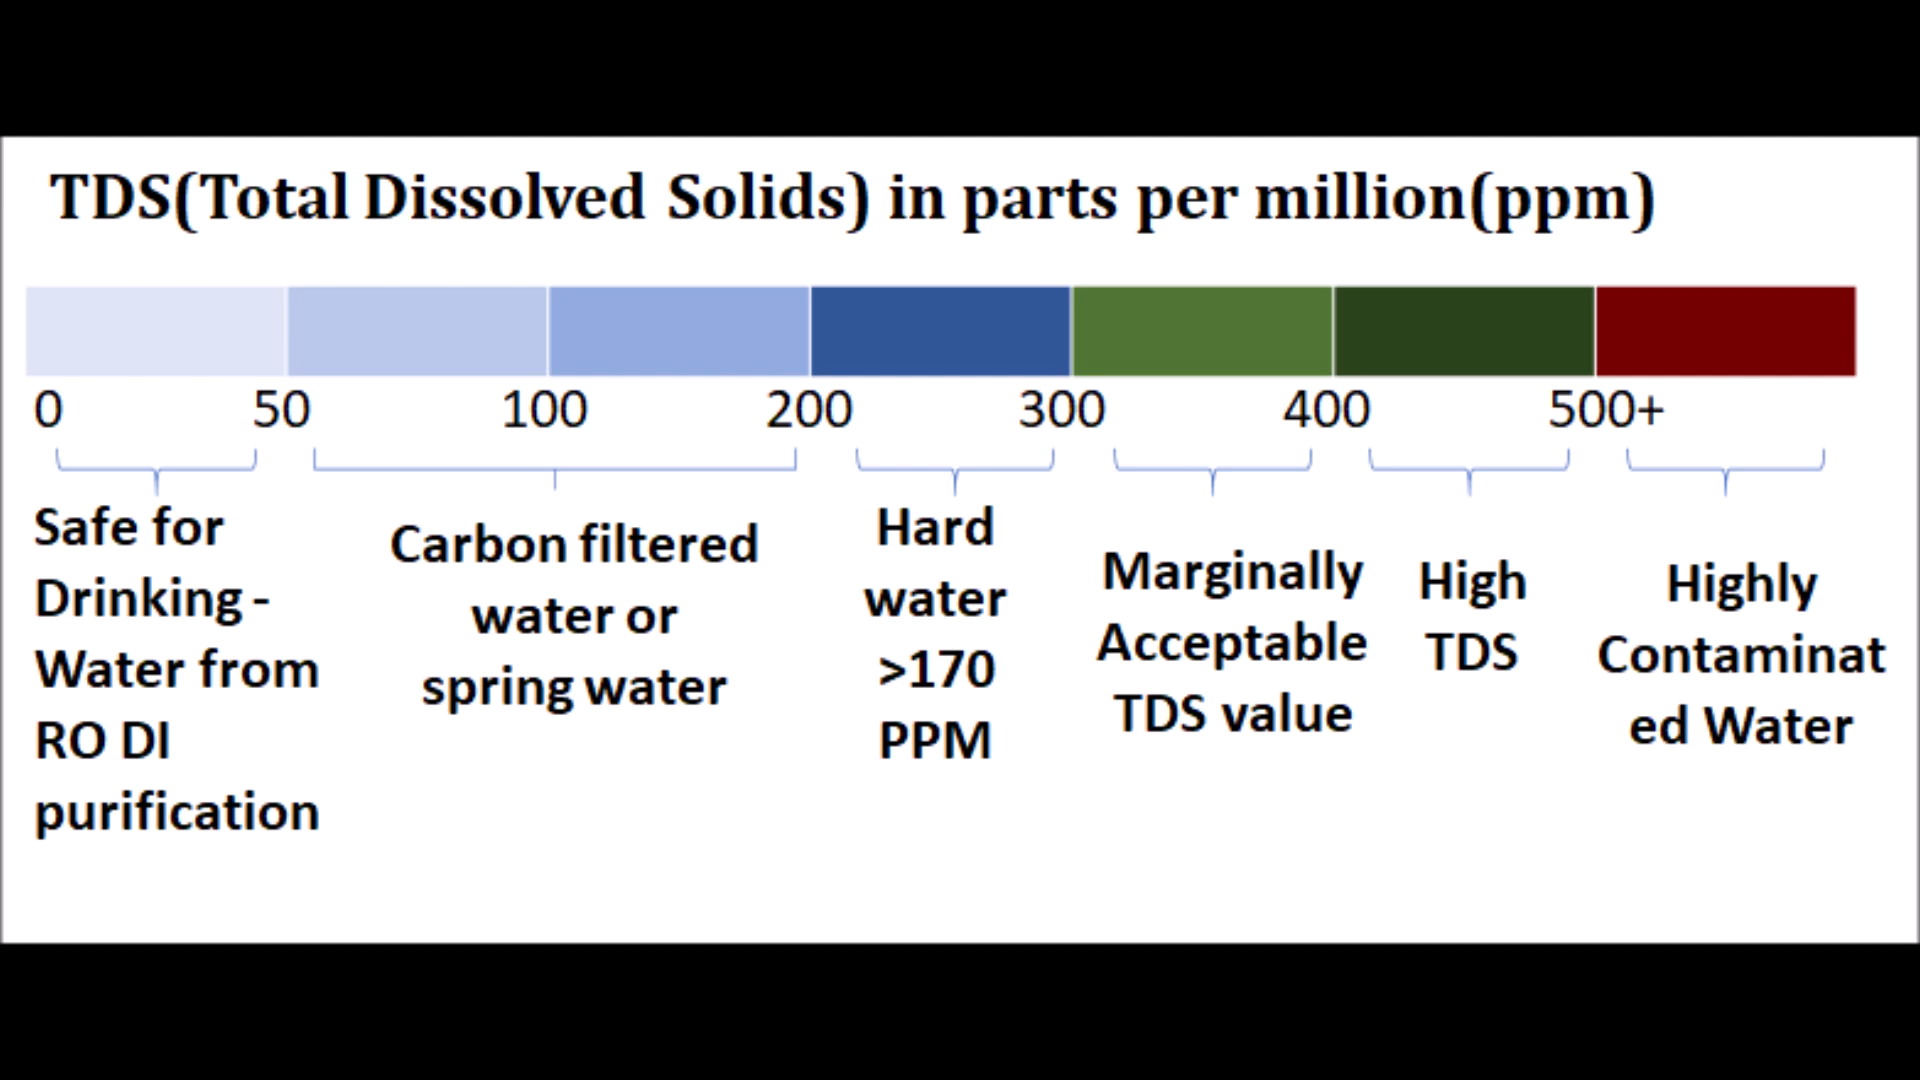 TDS(Total Dissolved Solids) in parts per million(ppm)
0 50 100 200 300 400 500+
Safe for
Drinking -
Water from
RO DI
purification
Carbon filtered
water or
spring water
Hard
water
>170
PPM
Marginally
Acceptable
TDS value
High
TDS
Highly
Contaminat
ed Water